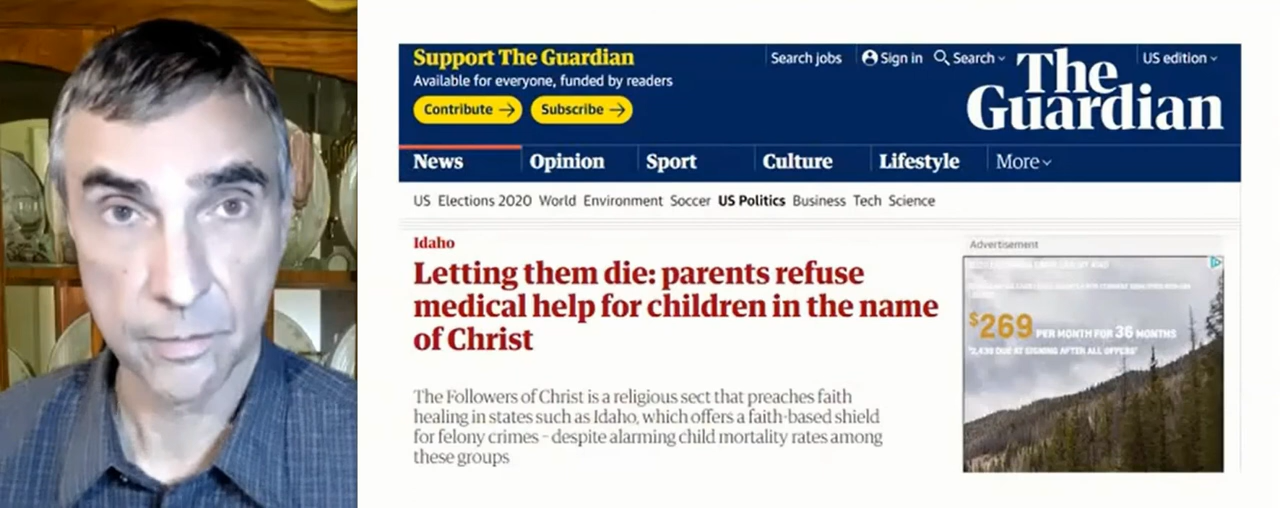 Support The Guardian
Available for everyone, funded by readers
Contribute →
Subscribe →
Search jobs
Sign in
Search
US edition
The
Guardian
News
Opinion
Sport
Culture
Lifestyle
More
US Elections 2020 World Environment Soccer US Politics Business Tech Science
Idaho
Letting them die: parents refuse
medical help for children in the name
of Christ
The Followers of Christ is a religious sect that preaches faith
healing in states such as Idaho, which offers a faith-based shield
for felony crimes – despite alarming child mortality rates among
these groups
Advertisement
$269 PER MONTH FOR 36 MONTHS